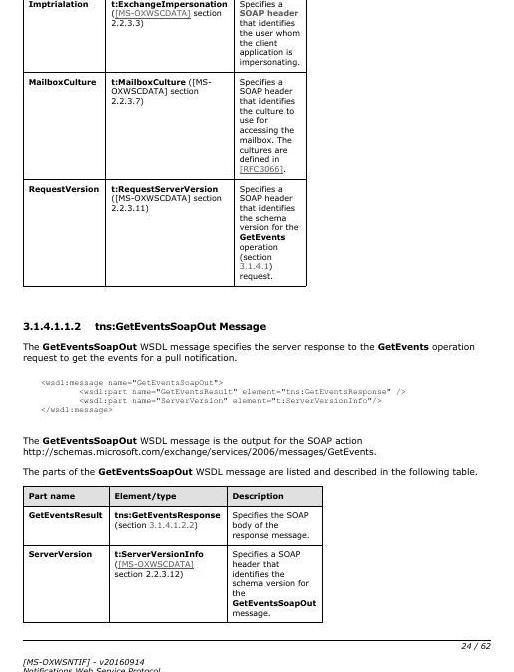 Imptrialation
t:ExchangeImpersonation
([MS-OXWSCDATA] section
2.2.3.3)
Specifies a
SOAP header
that identifies
the user whom
the client
application is
impersonating.
MailboxCulture
t:MailboxCulture ([MS-
OXWSCDATA] section
2.2.3.7)
Specifies a
SOAP header
that identifies
the culture to
use for
accessing the
mailbox. The
cultures are
defined in
[RFC3066].
RequestVersion
t:RequestServerVersion
([MS-OXWSCDATA] section
2.2.3.11)
Specifies a
SOAP header
that identifies
the schema
version for the
GetEvents
operation
(section
3.1.4.1)
request.
3.1.4.1.1.2 tns:GetEventsSoapOut Message
The GetEventsSoapOut WSDL message specifies the server response to the GetEvents operation
request to get the events for a pull notification.
<wsdl:message name="GetEventsSoapOut">
<wsdl:part name="GetEventsResult" element="tns:GetEventsResponse" />
<wsdl:part name="ServerVersion" element="t:ServerVersionInfo"/>
</wsdl:message>
The GetEventsSoapOut WSDL message is the output for the SOAP action
http://schemas.microsoft.com/exchange/services/2006/messages/GetEvents.
The parts of the GetEventsSoapOut WSDL message are listed and described in the following table.
Part name Element/type Description
GetEventsResult
tns:GetEventsResponse
(section 3.1.4.1.2.2)
Specifies the SOAP
body of the
response message.
ServerVersion
t:ServerVersionInfo
([MS-OXWSCDATA]
section 2.2.3.12)
Specifies a SOAP
header that
identifies the
schema version for
the
GetEventsSoapOut
message.
24 / 62
[MS-OXWSNTIF] - v20160914
Notifications Web Service Protocol